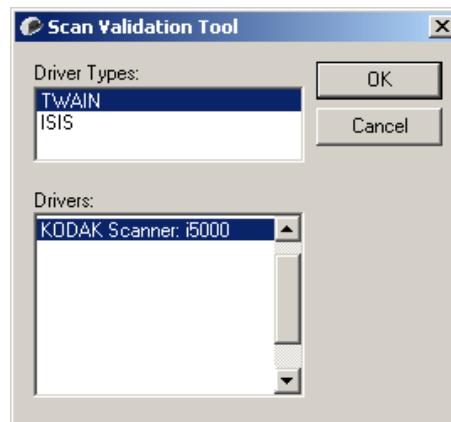 Scan Validation Tool
Driver Types:
OK
TWAIN
ISIS
Cancel
Drivers:
KODAK Scanner: i5000